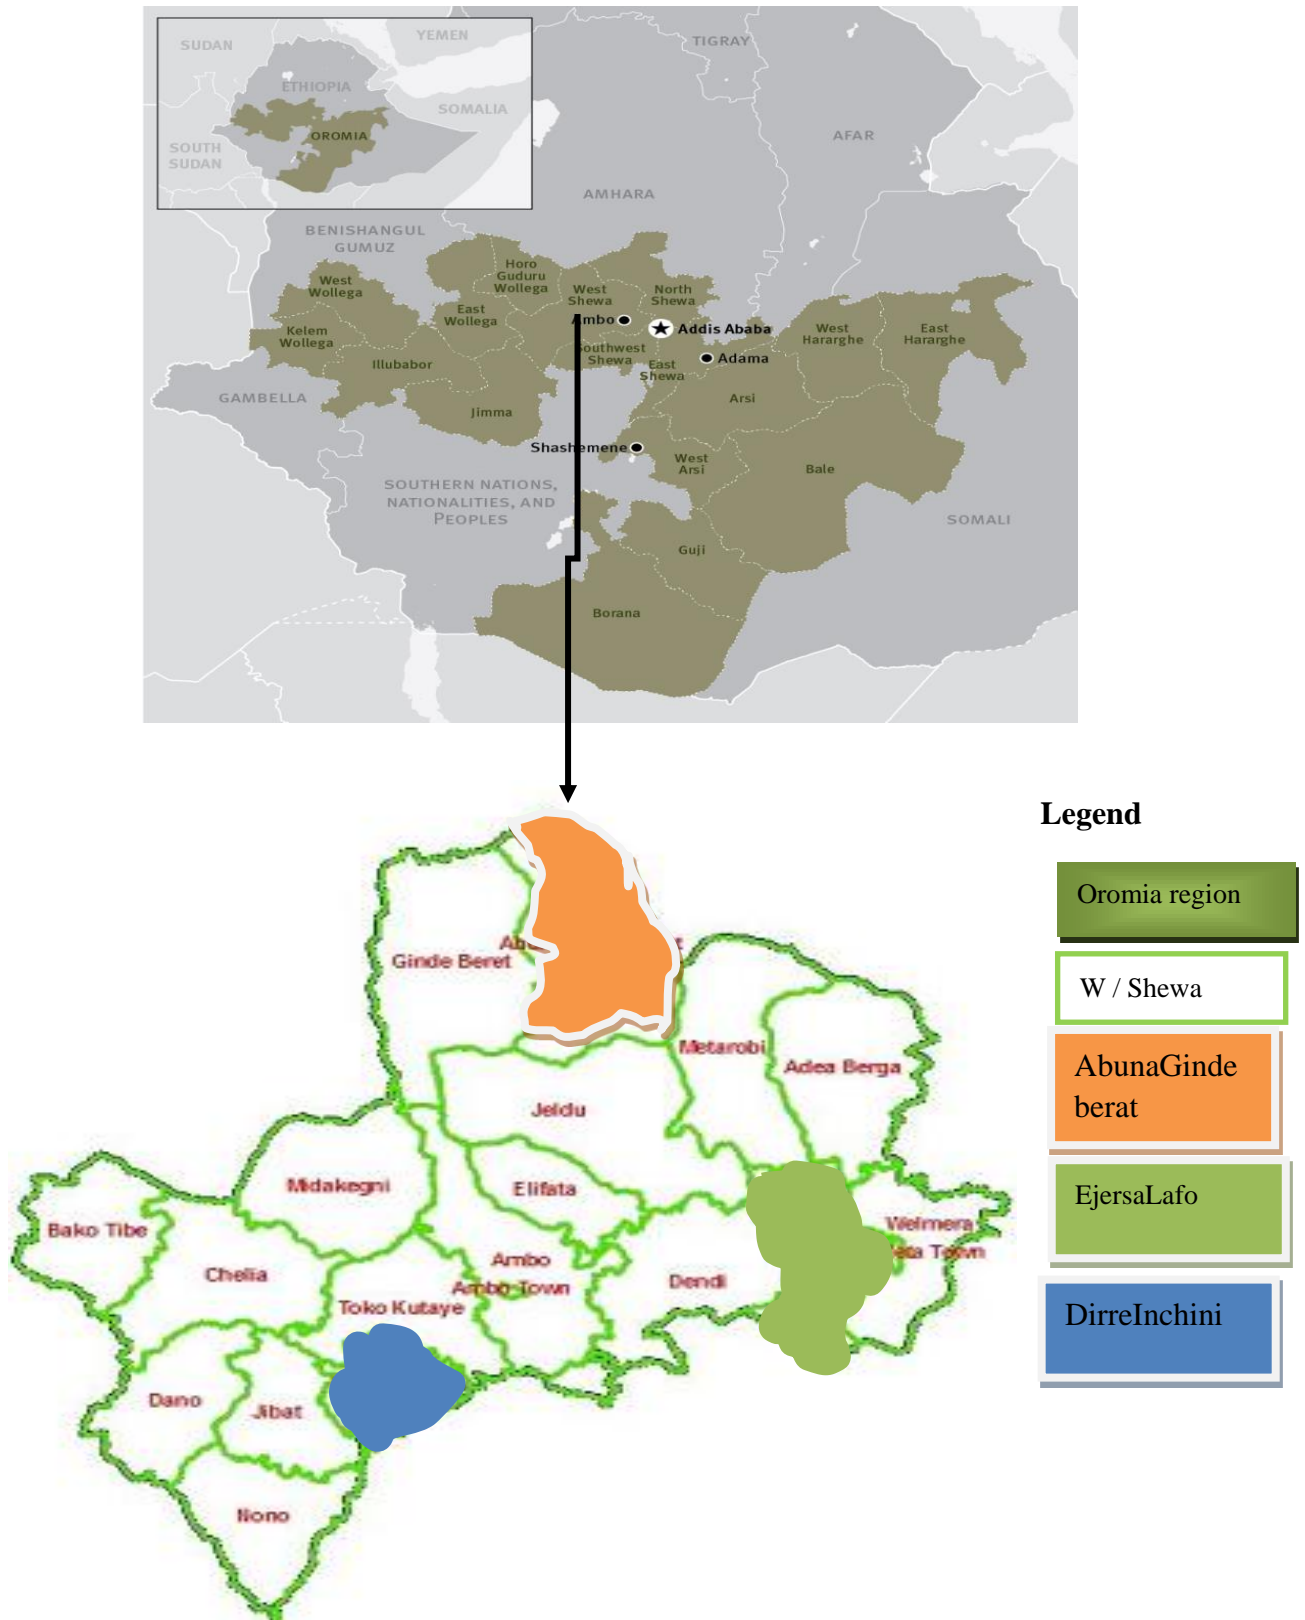 SUDAN
YEMEN
ETHIOPIA
SOMALIA
OROMIA
SOUTH
SUDAN
TIGRAY
AFAR
AMHARA
BENISHANGUL
GUMUZ
West
Wollega
Horo
Guduru
Wollega
West
Shewa
North
Shewa
East
Wollega
Ambo
Addis Ababa
Kelem
Wollega
West
Hararghe
East
Hararghe
Southwest
Shewa
East
Shewa
Adama
Illubabor
GAMBELLA
Jimma
Arsi
Shashemene
West
Arsi
Bale
SOUTHERN NATIONS,
NATIONALITIES, AND
PEOPLES
SOMALI
Guji
Borana
Legend
Oromia region
W / Shewa
AbunaGinde
berat
EjersaLafo
DirreInchini
Ginde Beret
Metarobi
Adea Berga
Jeldu
Midakegni
Elifata
Bako Tibe
Welmera
Town
Chelia
Ambo
Ambo Town
Dendi
Toko Kutaye
Dano
Jibat
Nono